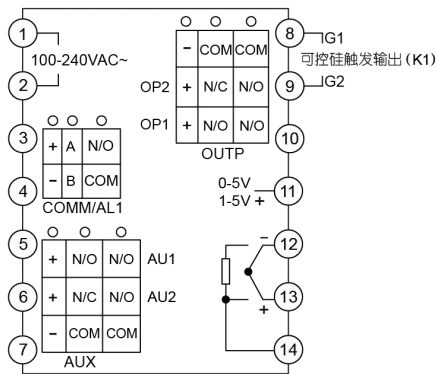 1
2
3
4
5
6
7
8
9
10
11
12
13
14
100-240VAC~
- COM COM
OP2 + N/C N/O
OP1 + N/O N/O
OUTP
IG1
可控硅触发输出(K1)
IG2
+ A N/O
- B COM
COMM/AL1
0-5V
1-5V +
+ N/O N/O AU1
+ N/C N/O AU2
- COM COM
AUX
-
+